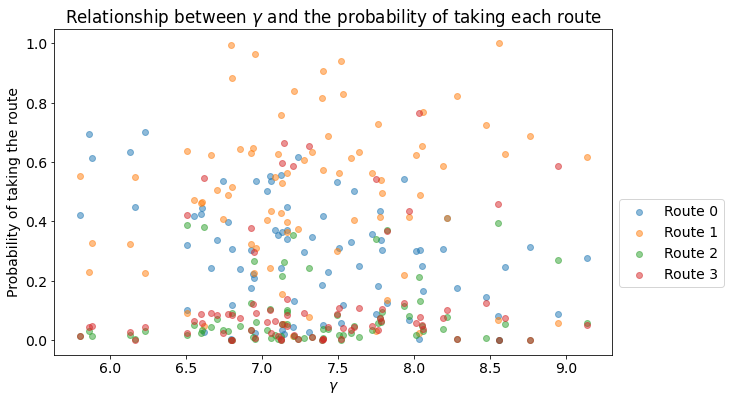 Relationship between γ and the probability of taking each route
Probability of taking the route
1.0
0.8
0.6
0.4
0.2
0.0
6.0 6.5 7.0 7.5 8.0 8.5 9.0
γ
Route 0
Route 1
Route 2
Route 3